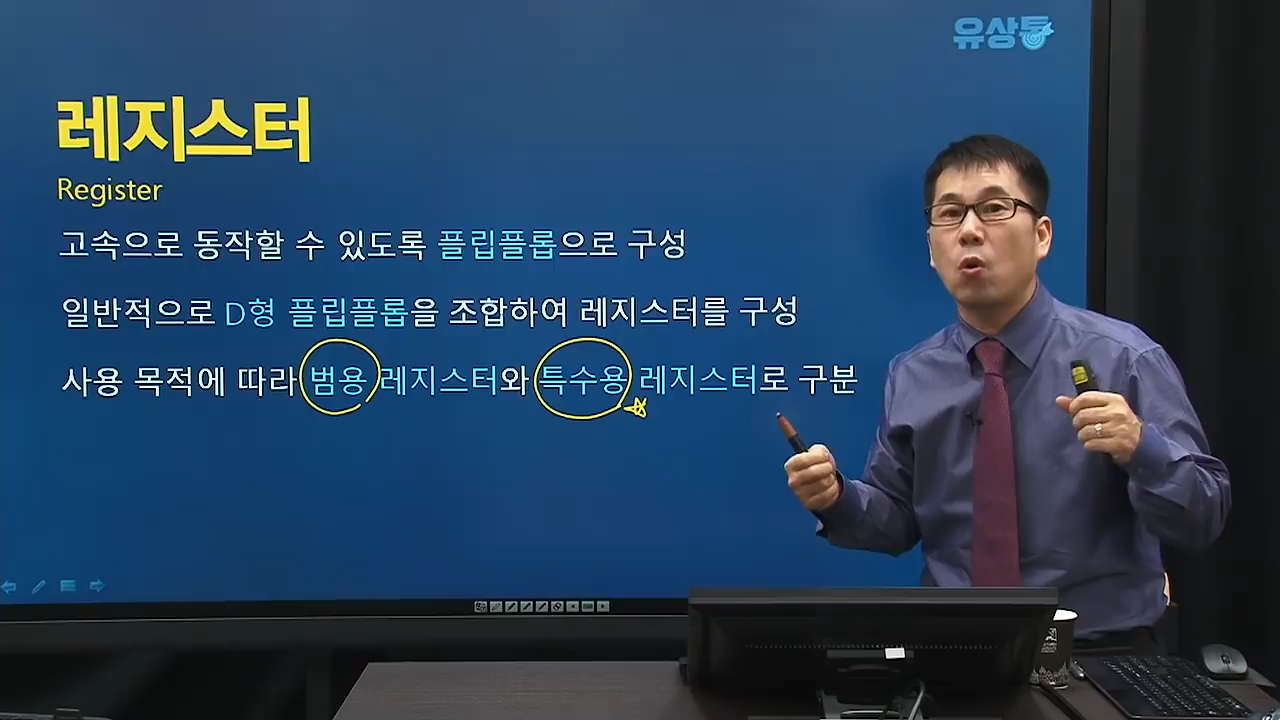 유상통
레지스터
Register
고속으로 동작할 수 있도록 플립플롭으로 구성
일반적으로 D형 플립플롭을 조합하여 레지스터를 구성
사용 목적에 따라 범용 레지스터와 특수용 레지스터로 구분